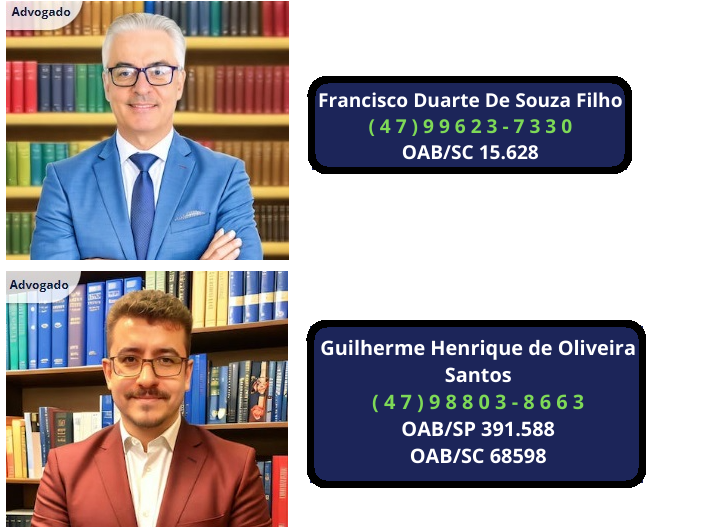 Advogado
Francisco Duarte De Souza Filho
(47)99623-7330
OAB/SC 15.628
Advogado
Guilherme Henrique de Oliveira
Santos
(47)98803-8663
OAB/SP 391.588
OAB/SC 68598